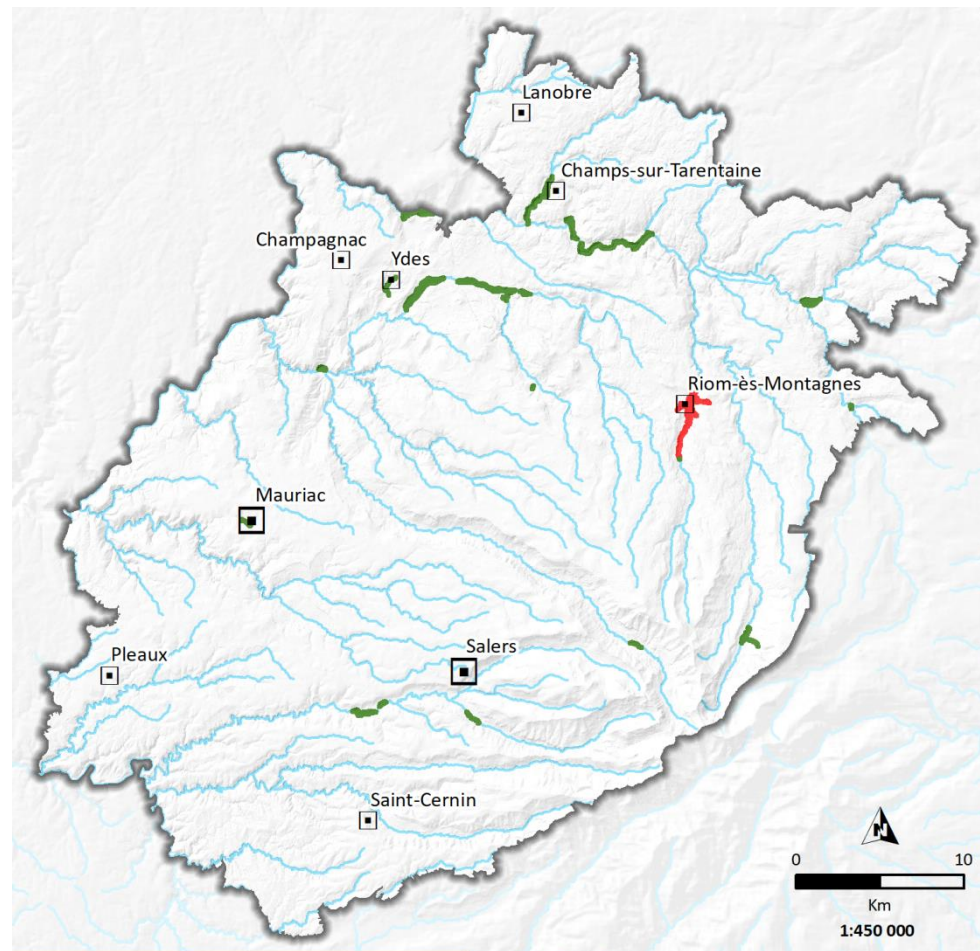 Lanobre
Champs-sur-Tarentaine
Champagnac
Ydes
Riom-ès-Montagnes
Mauriac
Pleaux
Salers
Saint-Cernin
N
0 10
Km
1:450 000